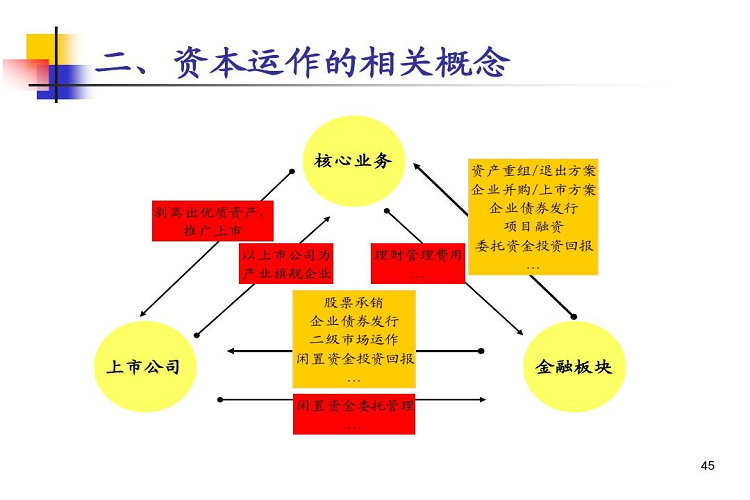 二、资本运作的相关概念
核心业务
资产重组/退出方案
企业并购/上市方案
企业债券发行
项目融资
委托资金投资回报
…
剥离出优质资产，
推广上市
以上市公司为
产业旗舰企业
理财管理费用
…
股票承销
企业债券发行
二级市场运作
闲置资金投资回报
…
上市公司
金融板块
闲置资金委托管理
…
45